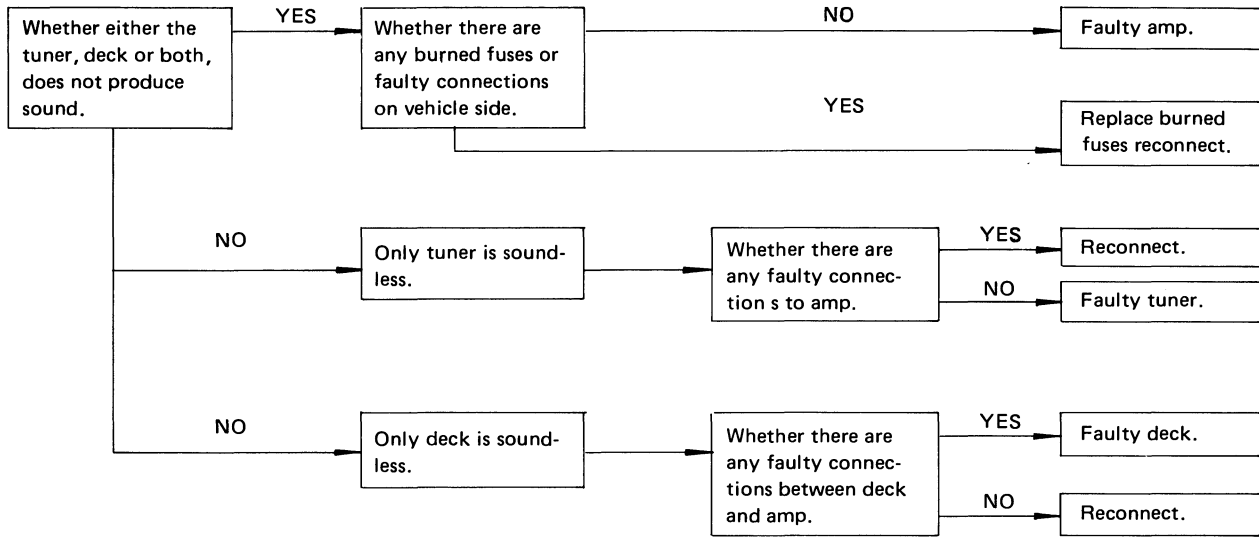 Whether either the
tuner, deck or both,
does not produce
sound.
YES
Whether there are
any burned fuses or
faulty connections
on vehicle side.
NO
Faulty amp.
YES
Replace burned
fuses reconnect.
NO
Only tuner is sound-
less.
Whether there are
any faulty connec-
tion s to amp.
YES
Reconnect.
NO
Faulty tuner.
NO
Only deck is sound-
less.
Whether there are
any faulty connec-
tions between deck
and amp.
YES
Faulty deck.
NO
Reconnect.